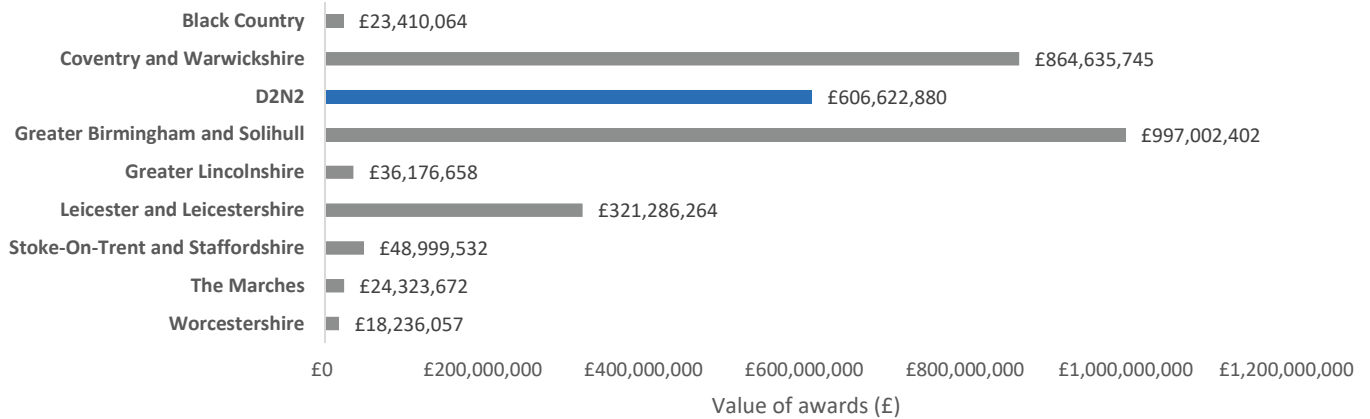 Black Country £23,410,064
Coventry and Warwickshire £864,635,745
D2N2 £606,622,880
Greater Birmingham and Solihull £997,002,402
Greater Lincolnshire £36,176,658
Leicester and Leicestershire £321,286,264
Stoke-On-Trent and Staffordshire £48,999,532
The Marches £24,323,672
Worcestershire £18,236,057
£0 £200,000,000 £400,000,000 £600,000,000 £800,000,000 £1,000,000,000 £1,200,000,000
Value of awards (£)